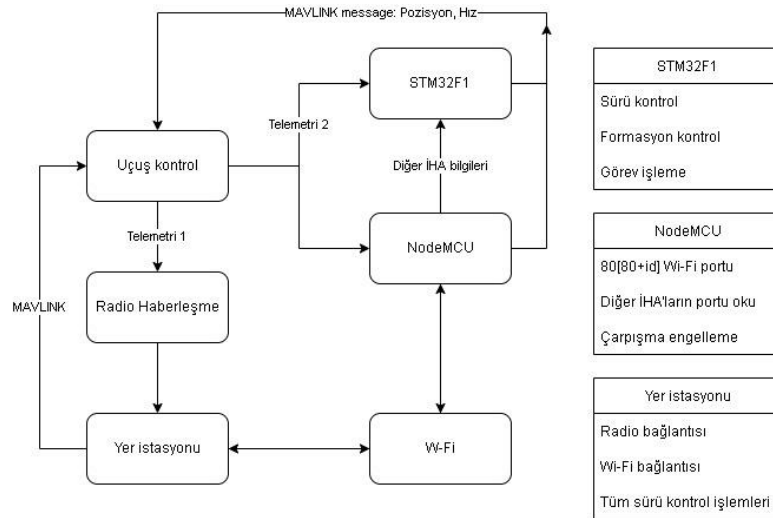 MAVLINK message: Pozisyon, Hız
STM32F1
Telemetri 2
Uçuş kontrol
Diğer İHA bilgileri
Telemetri 1
NodeMCU
MAVLINK
Radio Haberleşme
Yer istasyonu
W-Fi
STM32F1
Sürü kontrol
Formasyon kontrol
Görev işleme
NodeMCU
80[80+id] Wi-Fi portu
Diğer İHA'ların portu oku
Çarpışma engelleme
Yer istasyonu
Radio bağlantısı
Wi-Fi bağlantısı
Tüm sürü kontrol işlemleri